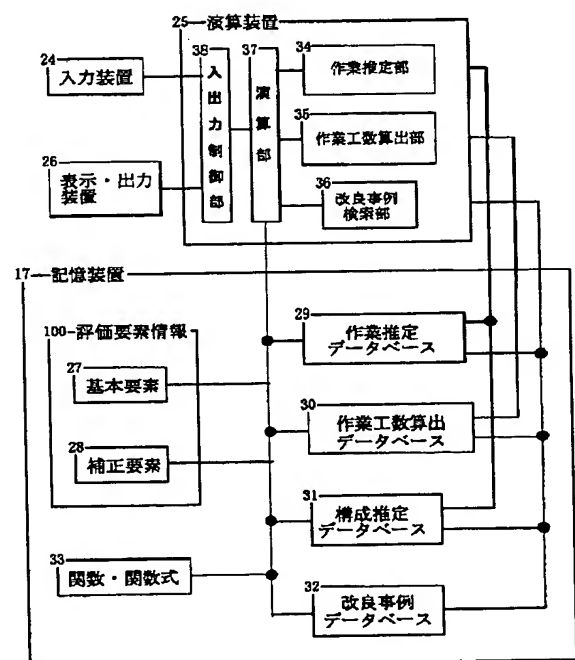 25 演算装置
24
入力装置
38
入出力制御部
37
演算部
34
作業推定部
35
作業工数算出部
26
表示・出力
装置
36
改良事例
検索部
17 記憶装置
100 評価要素情報
27
基本要素
28
補正要素
29
作業推定
データベース
30
作業工数算出
データベース
31
構成推定
データベース
33
関数・関数式
32
改良事例
データベース